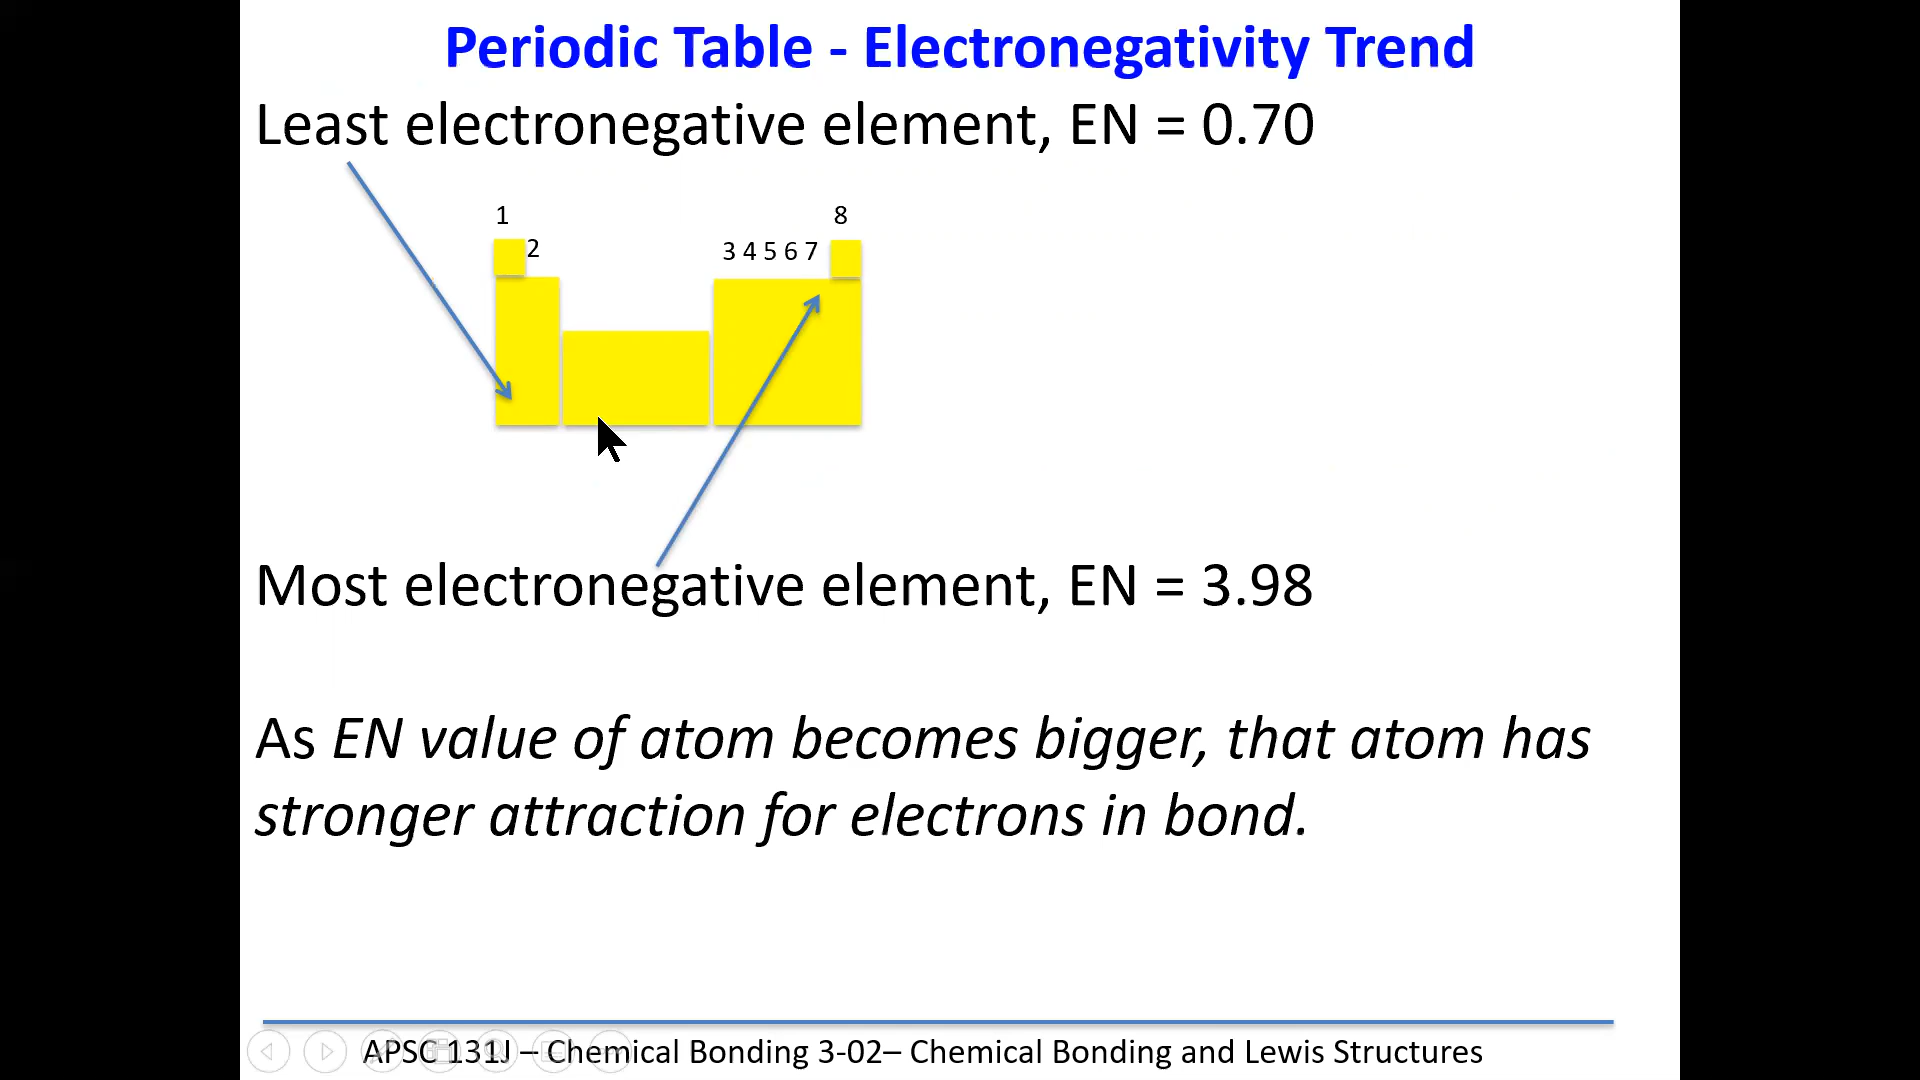 Periodic Table - Electronegativity Trend
Least electronegative element, EN = 0.70
1
8
2
3 4 5 6 7
Most electronegative element, EN = 3.98
As EN value of atom becomes bigger, that atom has
stronger attraction for electrons in bond.
APSC 131J – Chemical Bonding 3-02– Chemical Bonding and Lewis Structures